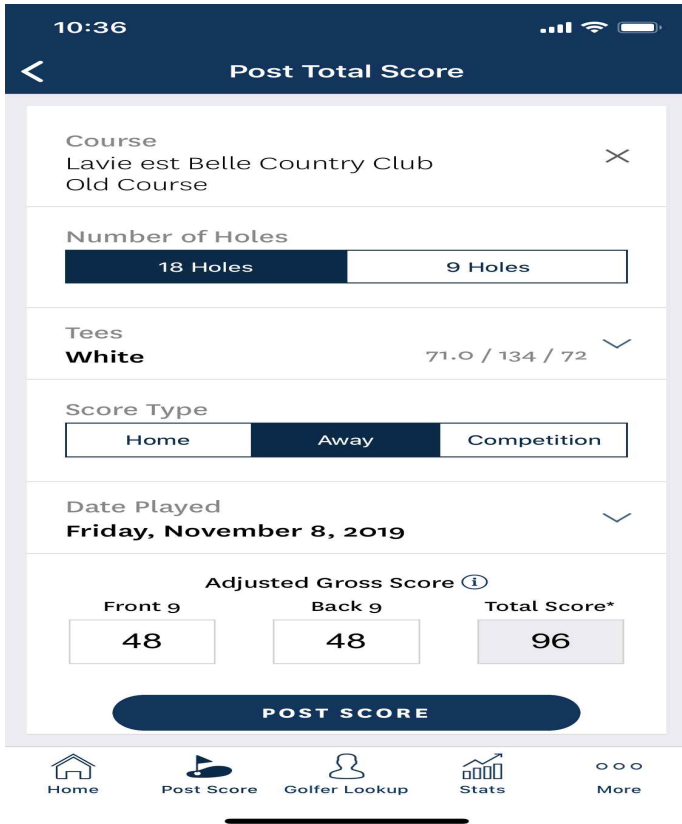 10:36
Post Total Score
Course
Lavie est Belle Country Club
Old Course
Number of Holes
18 Holes 9 Holes
Tees
White 71.0 / 134 / 72
Score Type
Home Away Competition
Date Played
Friday, November 8, 2019
Adjusted Gross Score i
Front 9 Back 9 Total Score*
48 48 96
POST SCORE
Home Post Score Golfer Lookup Stats More